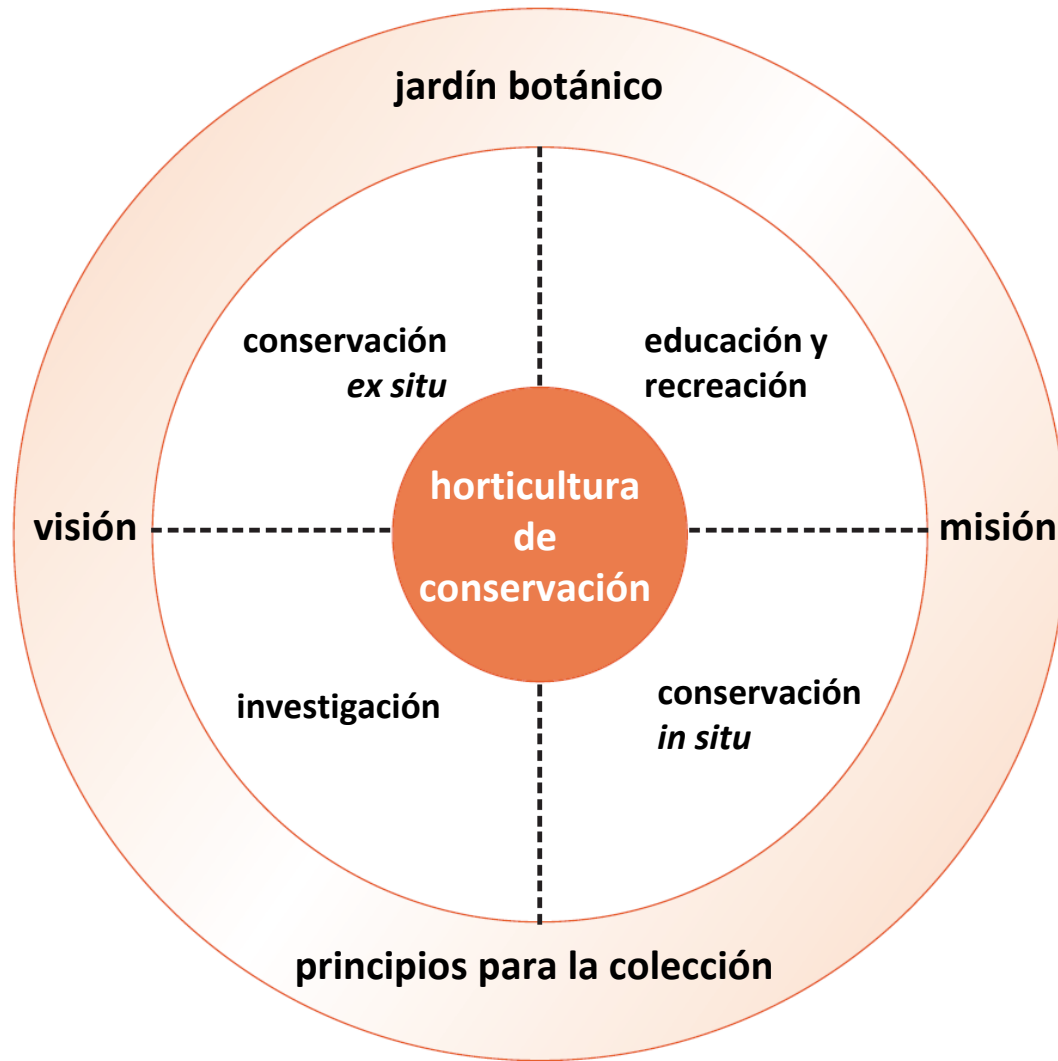 jardín botánico
conservación
ex situ
educación y
recreación
visión
horticultura
de
conservación
misión
investigación
conservación
in situ
principios para la colección